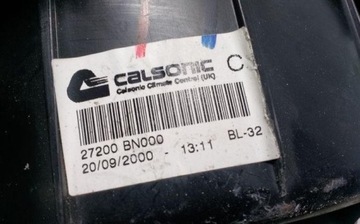 CALSONIC C
Calsonic Climate Control (UK)
27200 BN000 BL-32
20/09/2000 - 13:11